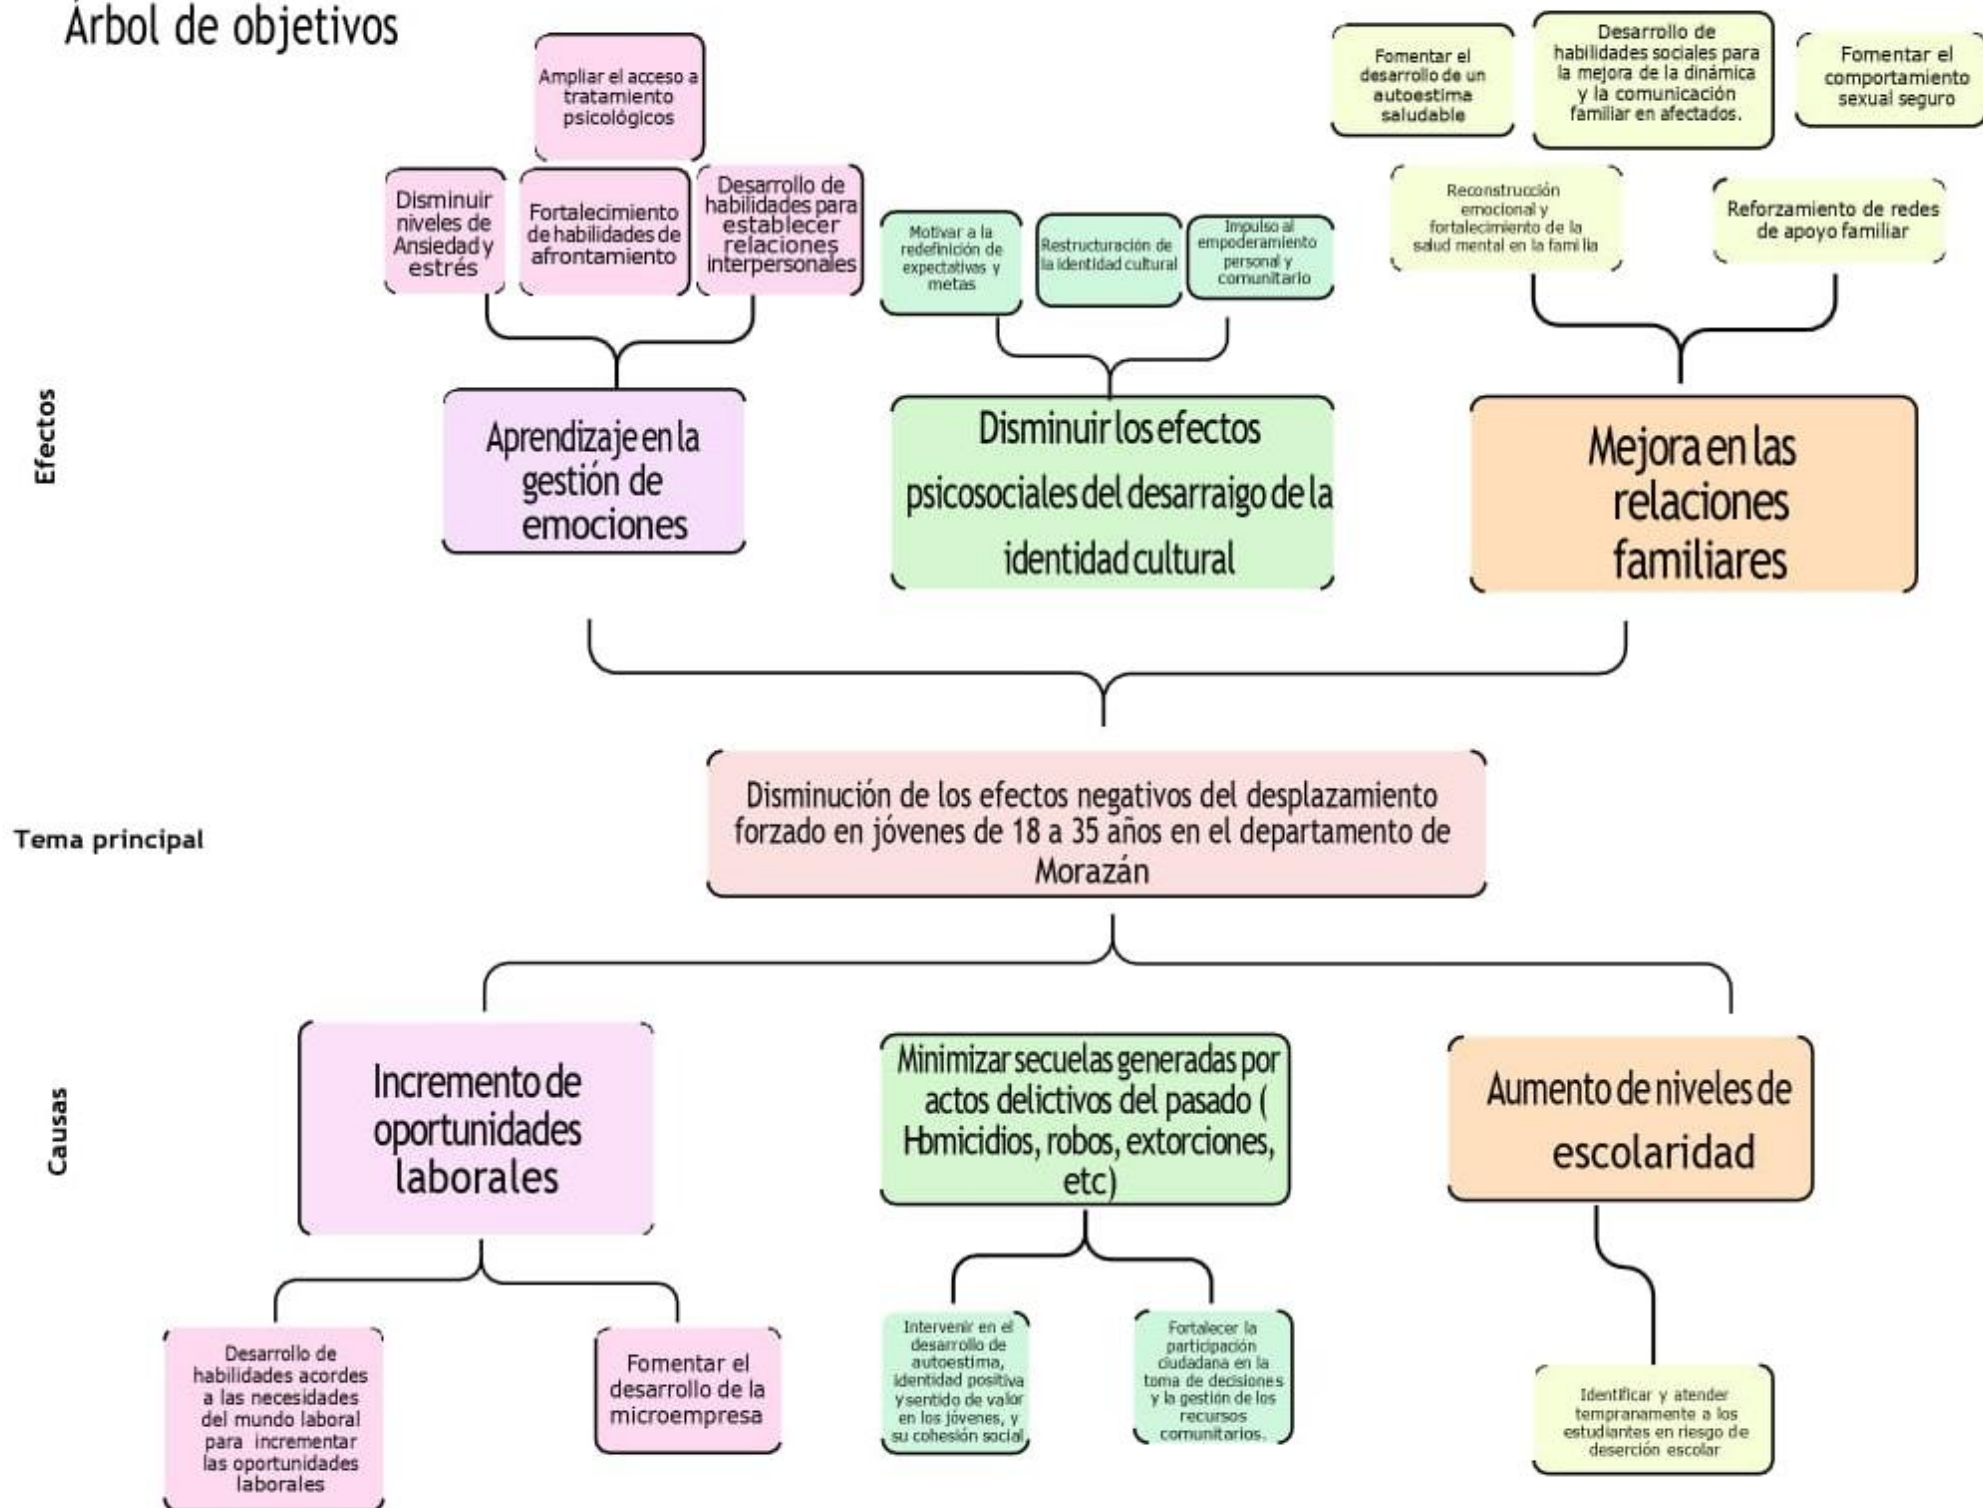 Árbol de objetivos
Ampliar el acceso a
tratamiento
psicológicos
Disminuir
niveles de
Ansiedad y
estrés
Fortalecimiento
de habilidades de
afrontamiento
Desarrollo de
habilidades para
establecer
relaciones
interpersonales
Motivar a la
redefinición de
expectativas y
metas
Restructuración de
la identidad cultural
Impulso al
empoderamiento
personal y
comunitario
Fomentar el
desarrollo de un
autoestima
saludable
Desarrollo de
habilidades sociales para
la mejora de la dinámica
y la comunicación
familiar en afectados.
Fomentar el
comportamiento
sexual seguro
Reconstrucción
emocional y
fortalecimiento de la
salud mental en la familia
Reforzamiento de redes
de apoyo familiar
Efectos
Aprendizaje en la
gestión de
emociones
Disminuir los efectos
psicosociales del desarraigo de la
identidad cultural
Mejora en las
relaciones
familiares
Tema principal
Disminución de los efectos negativos del desplazamiento
forzado en jóvenes de 18 a 35 años en el departamento de
Morazán
Causas
Incremento de
oportunidades
laborales
Minimizar secuelas generadas por
actos delictivos del pasado (
Homicidios, robos, extorciones,
etc)
Aumento de niveles de
escolaridad
Desarrollo de
habilidades acordes
a las necesidades
del mundo laboral
para incrementar
las oportunidades
laborales
Fomentar el
desarrollo de la
microempresa
Intervenir en el
desarrollo de
autoestima,
identidad positiva
y sentido de valor
en los jóvenes, y
su cohesión social
Fortalecer la
participación
ciudadana en la
toma de decisiones
y la gestión de los
recursos
comunitarios.
Identificar y atender
tempranamente a los
estudiantes en riesgo de
deserción escolar